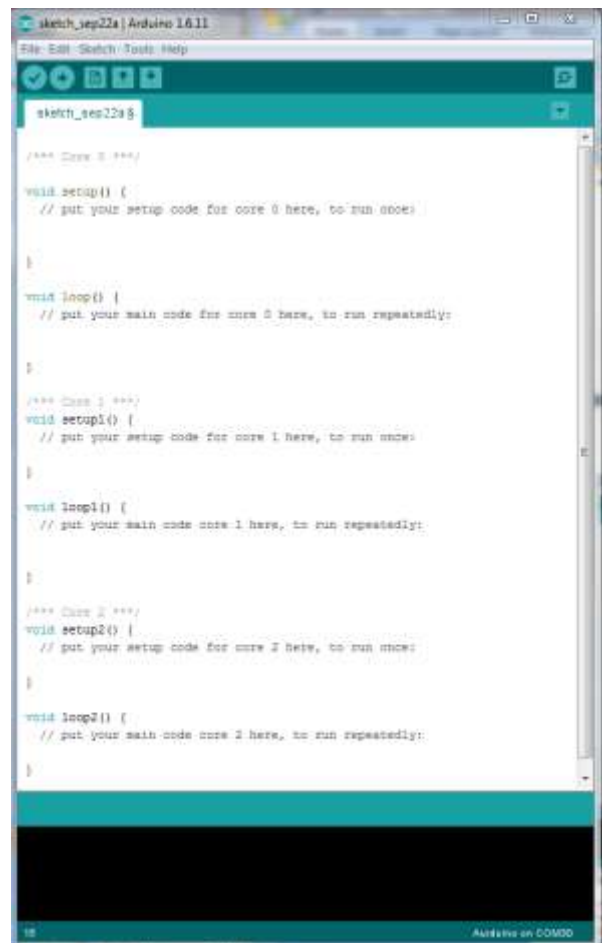 sketch_sep22a | Arduino 1.6.11
File Edit Sketch Tools Help
sketch_sep22a §
/*** Core 0 ***/
void setup() {
// put your setup code for core 0 here, to run once:
}
void loop() {
// put your main code for core 0 here, to run repeatedly:
}
/*** Core 1 ***/
void setup1() {
// put your setup code for core 1 here, to run once:
}
void loop1() {
// put your main code core 1 here, to run repeatedly:
}
/*** Core 2 ***/
void setup2() {
// put your setup code for core 2 here, to run once:
}
void loop2() {
// put your main code core 2 here, to run repeatedly:
}
on